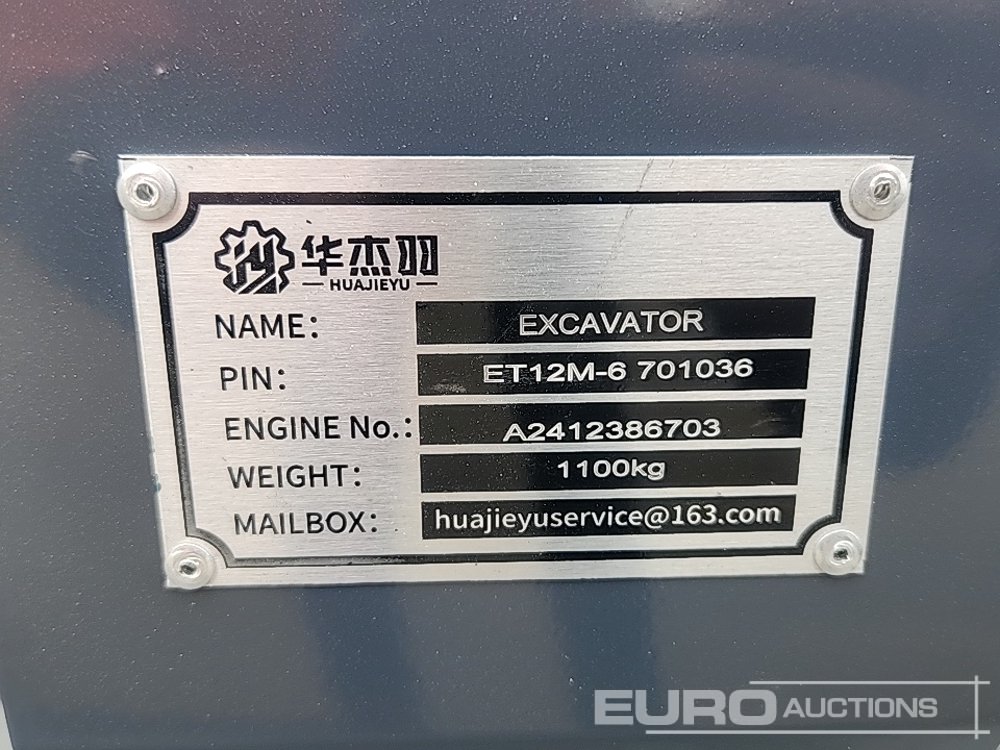 华杰羽
HUAJIEYU
NAME: EXCAVATOR
PIN: ET12M-6 701036
ENGINE No.: A2412386703
WEIGHT: 1100kg
MAILBOX: huajieyuservice@163.com
EURO AUCTIONS